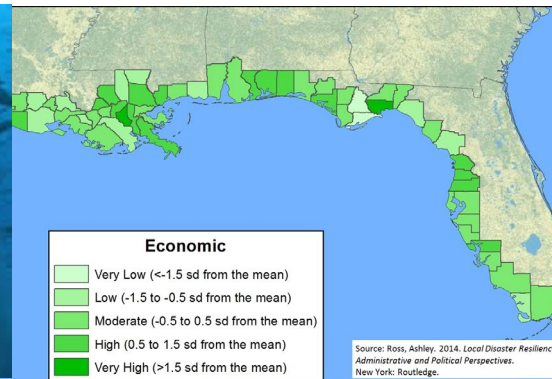 Economic
Very Low (<-1.5 sd from the mean)
Low (-1.5 to -0.5 sd from the mean)
Moderate (-0.5 to 0.5 sd from the mean)
High (0.5 to 1.5 sd from the mean)
Very High (>1.5 sd from the mean)
Source: Ross, Ashley. 2014. Local Disaster Resilienc
Administrative and Political Perspectives.
New York: Routledge.